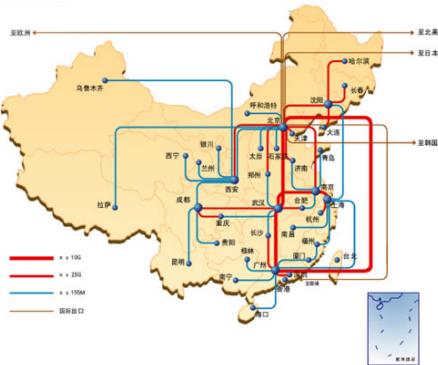 至欧洲
至北美
至日本
哈尔滨
乌鲁木齐
长春
沈阳
呼和浩特
北京
大连
天津
至韩国
银川
太原
石家庄
青岛
西宁
兰州
济南
郑州
西安
南京
拉萨
成都
武汉
合肥
上海
重庆
杭州
长沙
南昌
贵阳
福州
桂林
昆明
厦门
台北
广州
南宁
深圳
香港
海口
n x 10G
n x 25G
n x 155M
国际出口